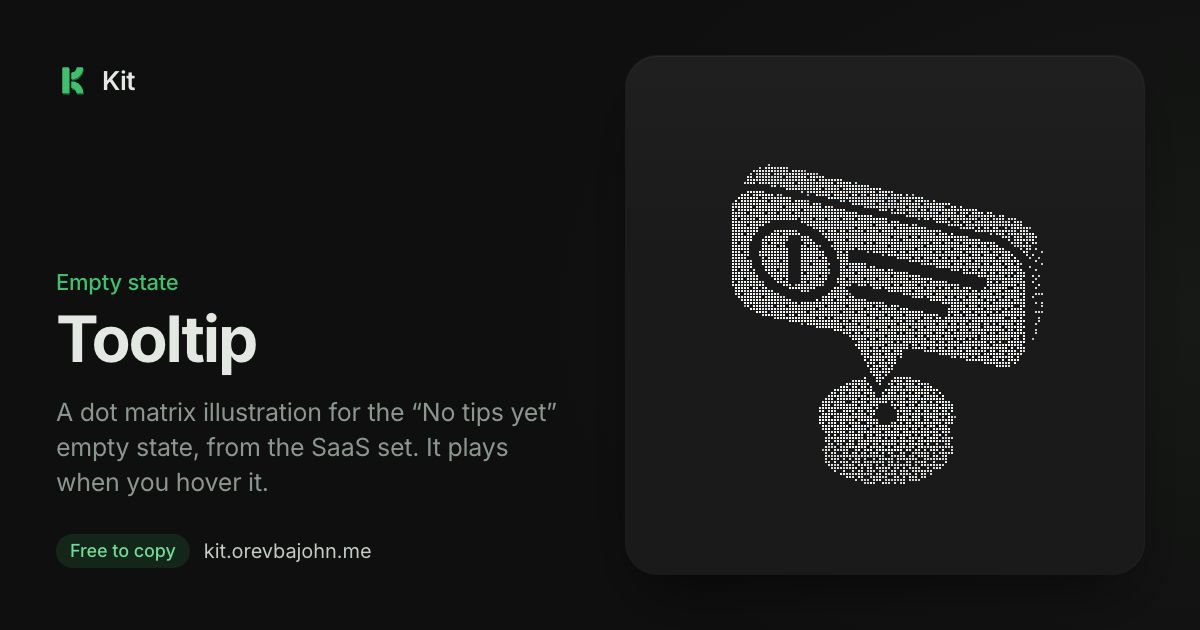 Kit
Empty state
Tooltip
A dot matrix illustration for the “No tips yet”
empty state, from the SaaS set. It plays
when you hover it.
Free to copy
kit.orevbajohn.me